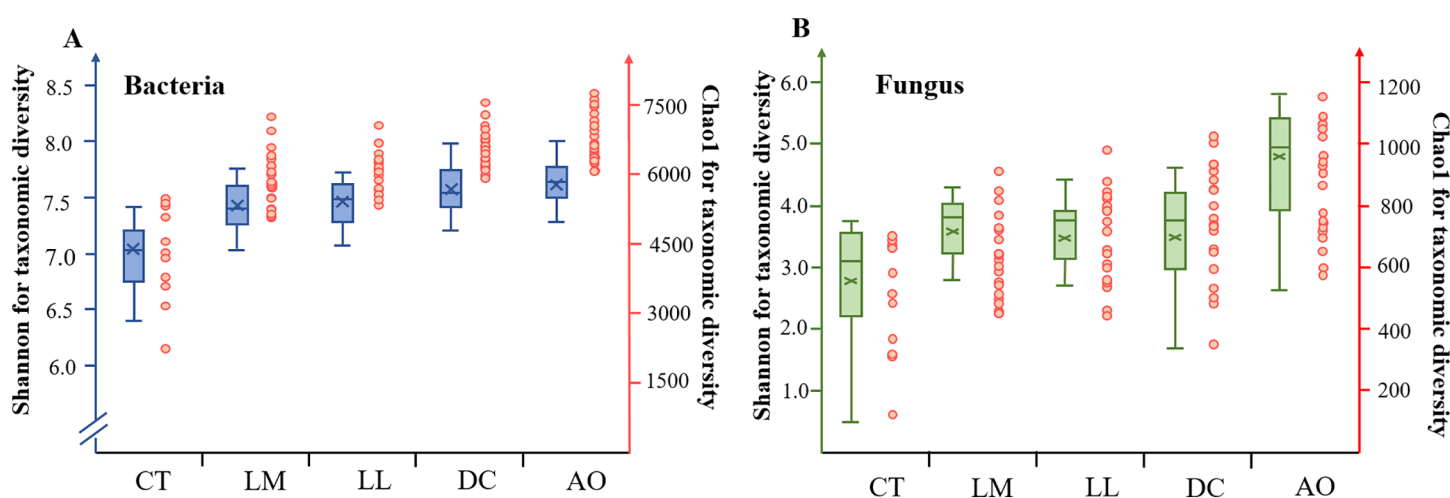 A
Bacteria
Shannon for taxonomic diversity
8.5
8.0
7.5
7.0
6.5
6.0
7500
6000
4500
3000
1500
Chao1 for taxonomic diversity
CT LM LL DC AO
B
Fungus
Shannon for taxonomic diversity
6.0
5.0
4.0
3.0
2.0
1.0
1200
1000
800
600
400
200
Chao1 for taxonomic diversity
CT LM LL DC AO